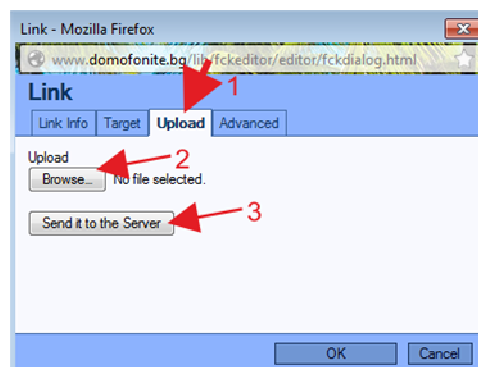 Link - Mozilla Firefox
www.domofonite.bg/lib/fckeditor/editor/fckdialog.html
1
Link
Link Info Target Upload Advanced
Upload
2
Browse... No file selected.
3
Send it to the Server
OK Cancel